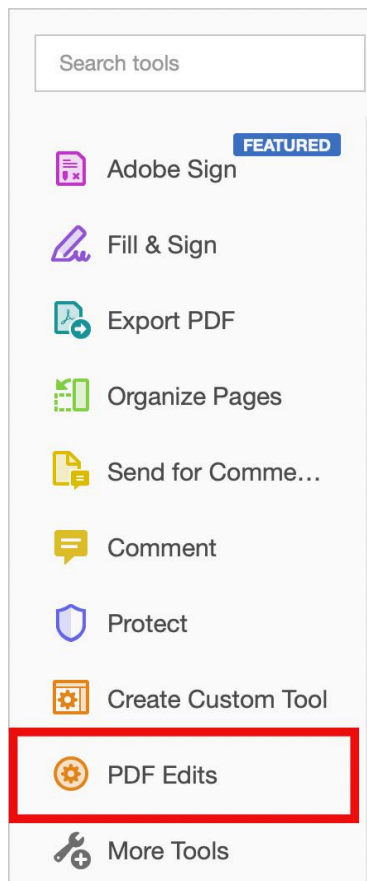 Search tools
FEATURED
Adobe Sign
Fill & Sign
Export PDF
Organize Pages
Send for Comme...
Comment
Protect
Create Custom Tool
PDF Edits
More Tools